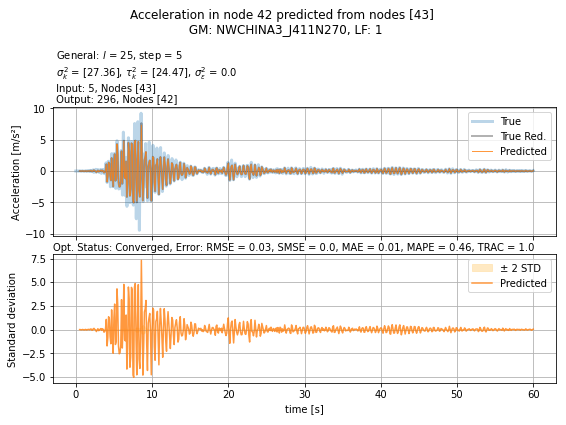 Acceleration in node 42 predicted from nodes [43]
GM: NWCHINA3_J411N270, LF: 1
General: l = 25, step = 5
σ²ₖ = [27.36], τ²ₖ = [24.47], σ²ε = 0.0
Input: 5, Nodes [43]
Output: 296, Nodes [42]
Acceleration [m/s²]
10
5
0
−5
−10
True
True Red.
Predicted
Opt. Status: Converged, Error: RMSE = 0.03, SMSE = 0.0, MAE = 0.01, MAPE = 0.46, TRAC = 1.0
Standard deviation
7.5
5.0
2.5
0.0
−2.5
−5.0
± 2 STD
Predicted
0 10 20 30 40 50 60
time [s]